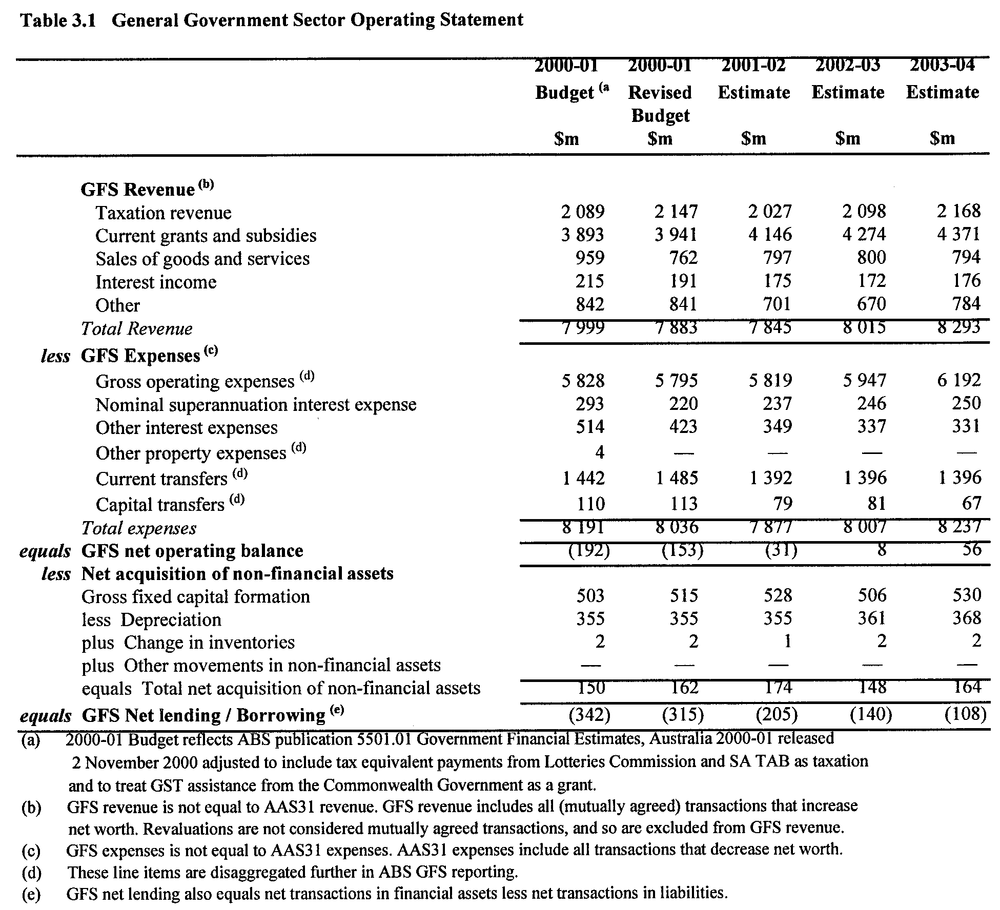 Table 3.1 General Government Sector Operating Statement
2000-01 2000-01 2001-02 2002-03 2003-04
Budget (a Revised Estimate Estimate Estimate
Budget
$m $m $m $m $m
GFS Revenue (b)
Taxation revenue 2 089 2 147 2 027 2 098 2 168
Current grants and subsidies 3 893 3 941 4 146 4 274 4 371
Sales of goods and services 959 762 797 800 794
Interest income 215 191 175 172 176
Other 842 841 701 670 784
Total Revenue 7 999 7 883 7 845 8 015 8 293
less GFS Expenses (c)
Gross operating expenses (d) 5 828 5 795 5 819 5 947 6 192
Nominal superannuation interest expense 293 220 237 246 250
Other interest expenses 514 423 349 337 331
Other property expenses (d) 4 — — — —
Current transfers (d) 1 442 1 485 1 392 1 396 1 396
Capital transfers (d) 110 113 79 81 67
Total expenses 8 191 8 036 7 877 8 007 8 237
equals GFS net operating balance (192) (153) (31) 8 56
less Net acquisition of non-financial assets
Gross fixed capital formation 503 515 528 506 530
less Depreciation 355 355 355 361 368
plus Change in inventories 2 2 1 2 2
plus Other movements in non-financial assets — — — — —
equals Total net acquisition of non-financial assets 150 162 174 148 164
equals GFS Net lending / Borrowing (e) (342) (315) (205) (140) (108)
(a) 2000-01 Budget reflects ABS publication 5501.01 Government Financial Estimates, Australia 2000-01 released
2 November 2000 adjusted to include tax equivalent payments from Lotteries Commission and SA TAB as taxation
and to treat GST assistance from the Commonwealth Government as a grant.
(b) GFS revenue is not equal to AAS31 revenue. GFS revenue includes all (mutually agreed) transactions that increase
net worth. Revaluations are not considered mutually agreed transactions, and so are excluded from GFS revenue.
(c) GFS expenses is not equal to AAS31 expenses. AAS31 expenses include all transactions that decrease net worth.
(d) These line items are disaggregated further in ABS GFS reporting.
(e) GFS net lending also equals net transactions in financial assets less net transactions in liabilities.